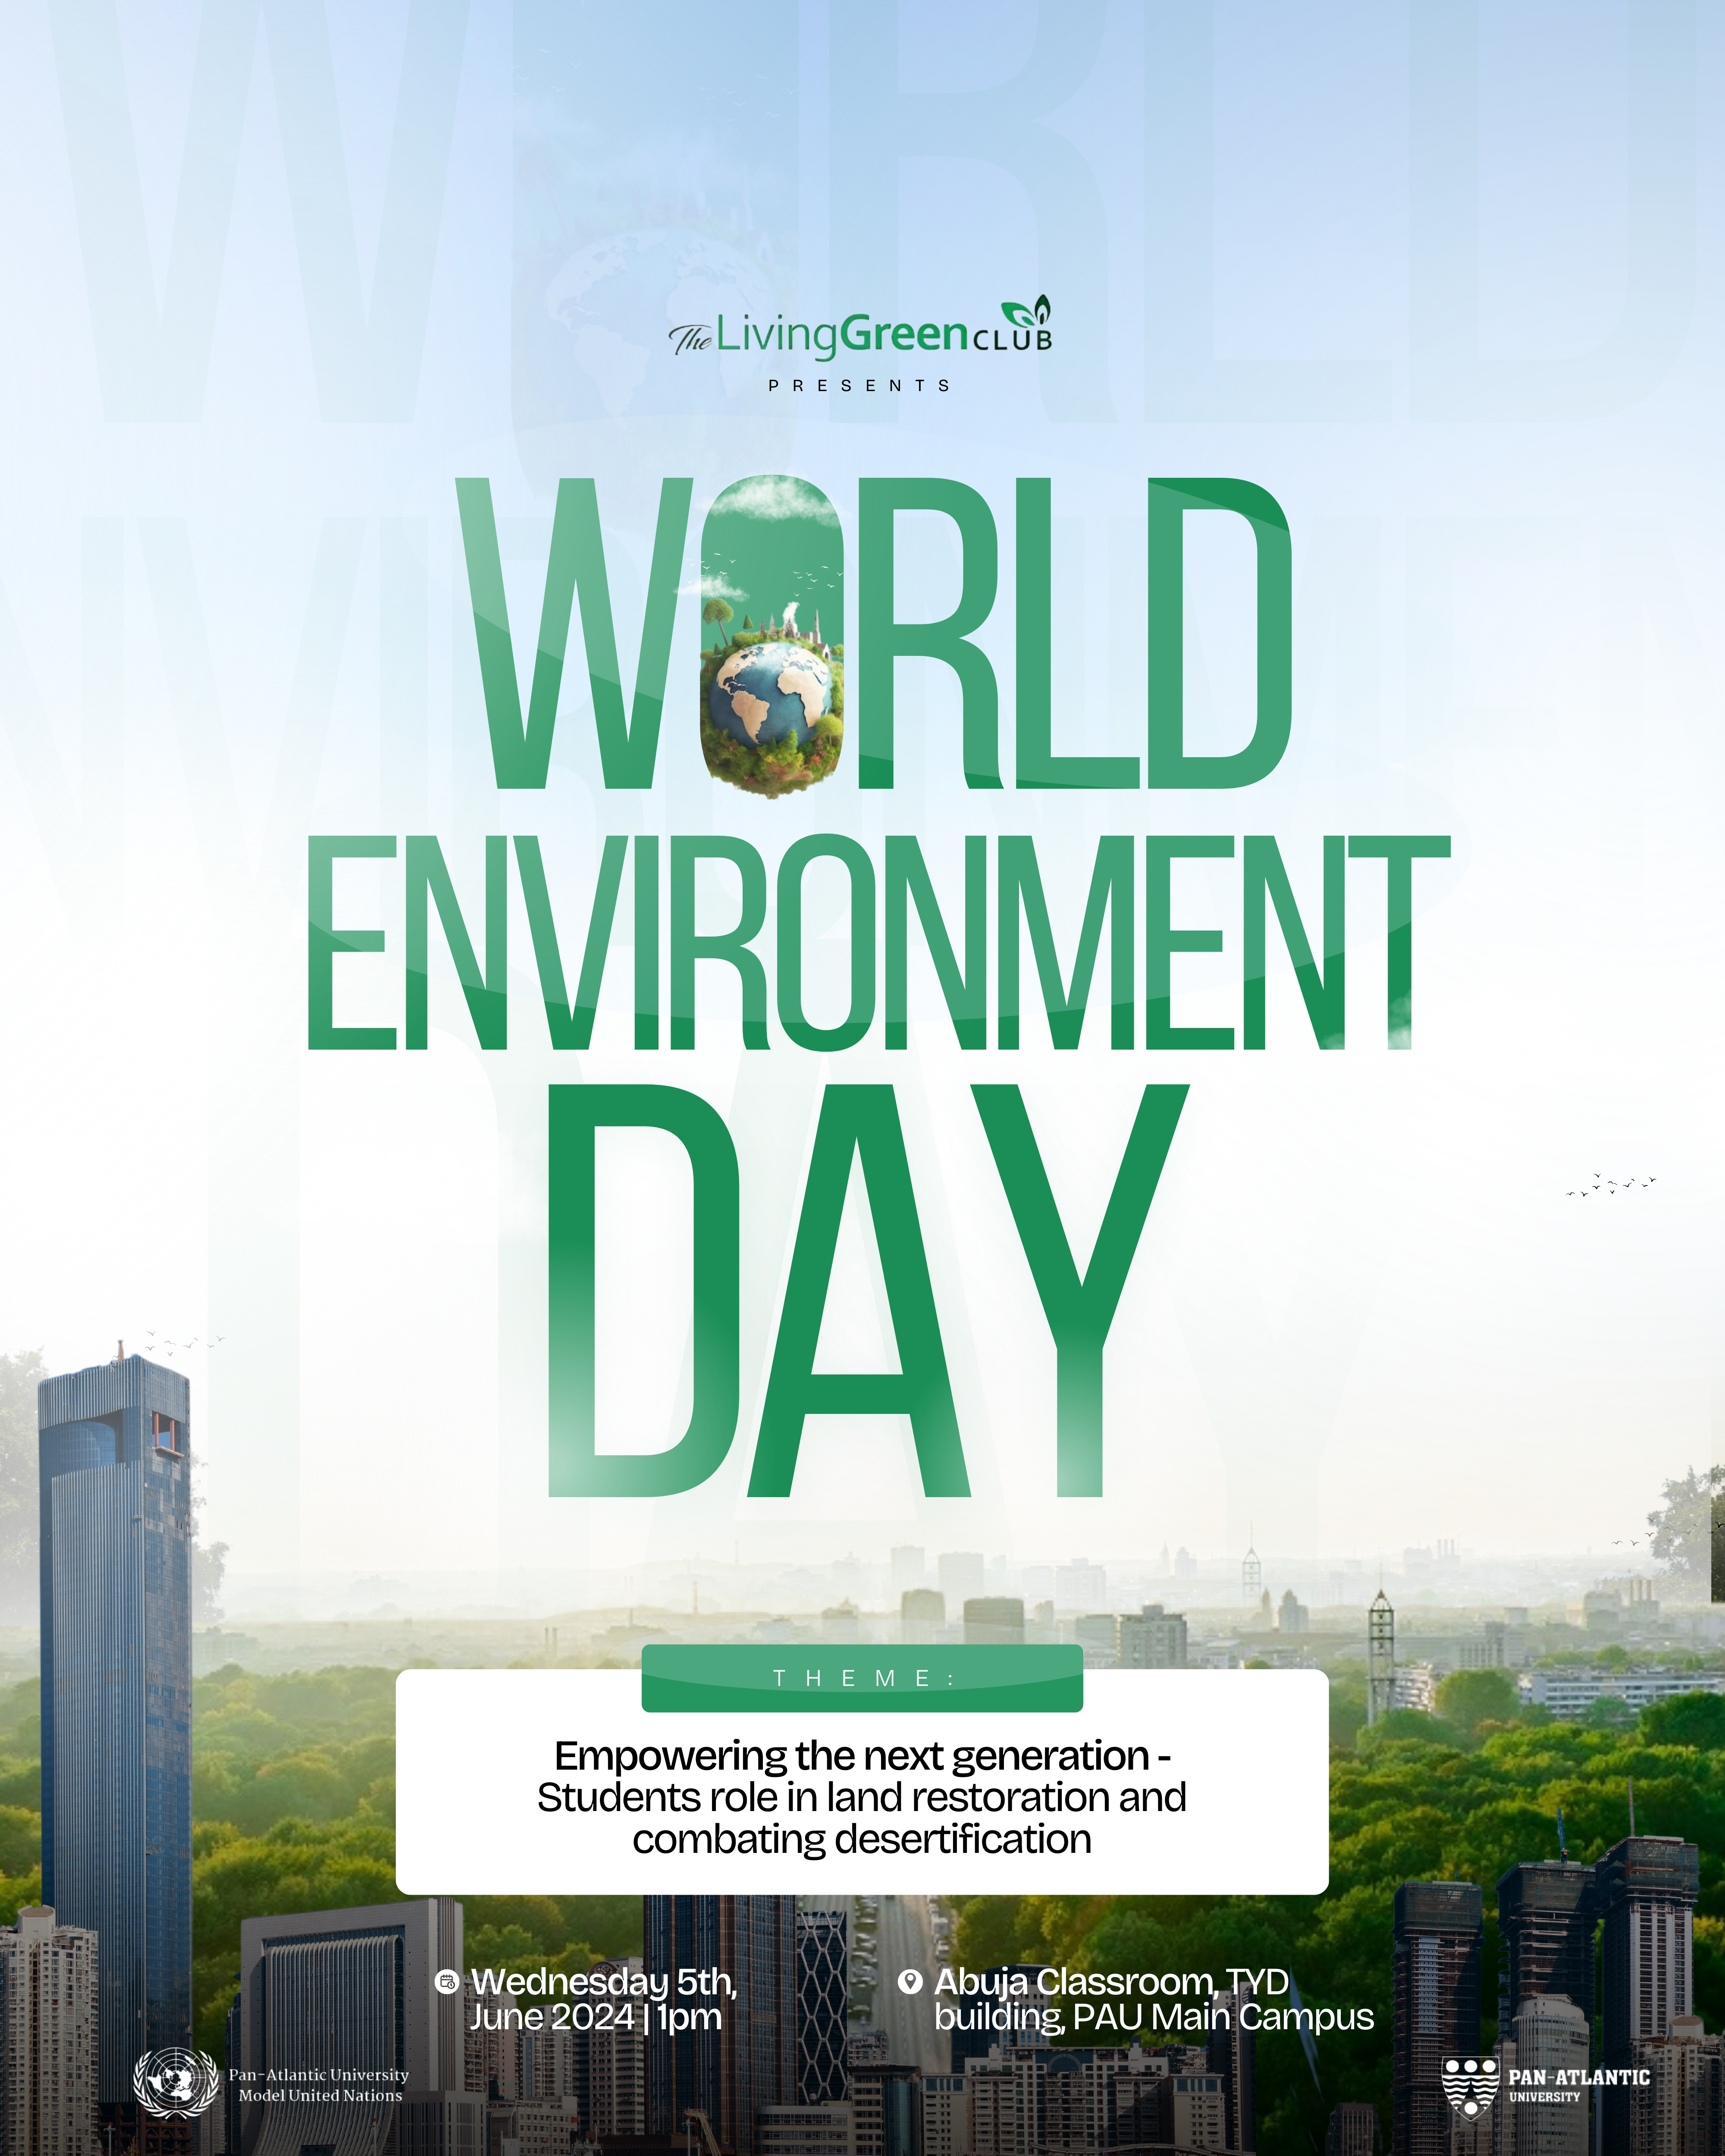 The LivingGreen CLUB
PRESENTS
WORLD
ENVIRONMENT
DAY
THEME:
Empowering the next generation -
Students role in land restoration and
combating desertification
Wednesday 5th,
June 2024 | 1pm
Abuja Classroom, TYD
building, PAU Main Campus
Pan-Atlantic University
Model United Nations
PAN-ATLANTIC
UNIVERSITY